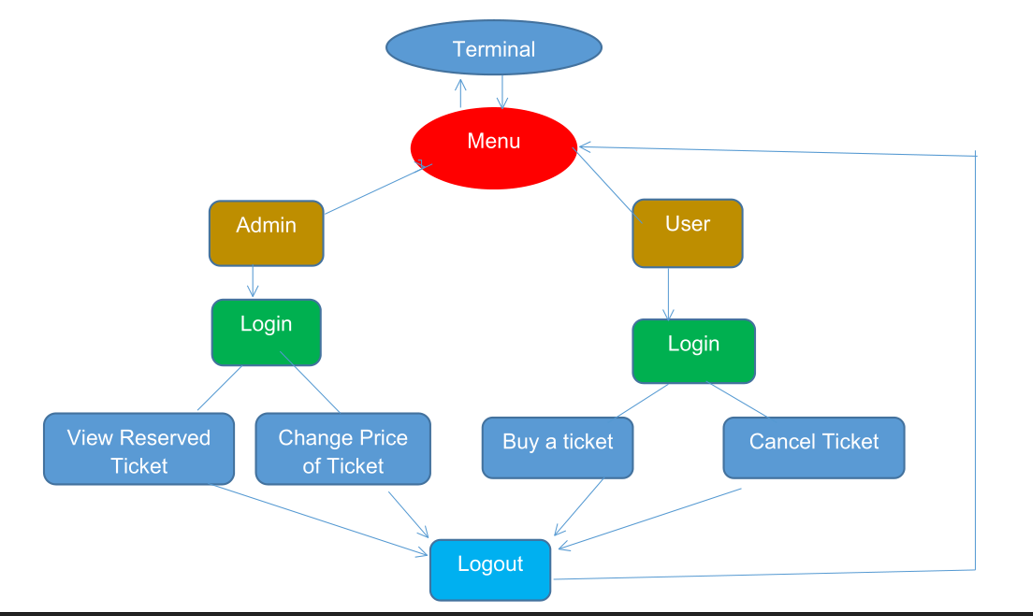 Terminal
Menu
Admin
User
Login
Login
View Reserved
Ticket
Change Price
of Ticket
Buy a ticket
Cancel Ticket
Logout